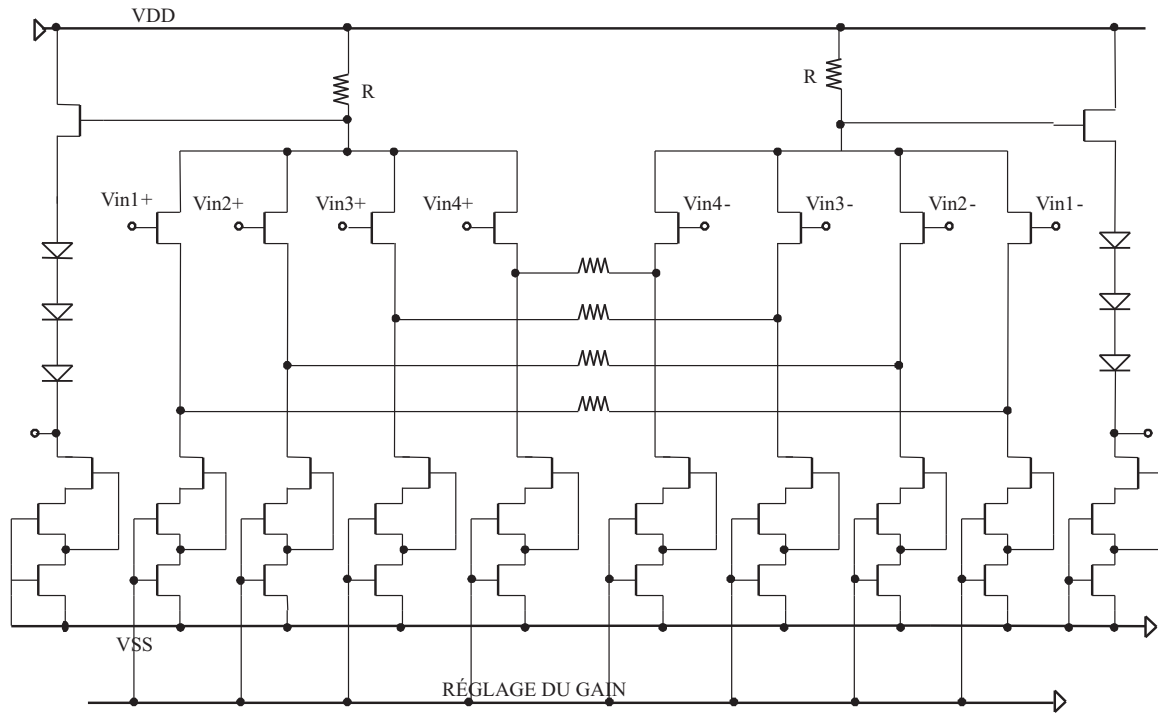 VDD
R
R
Vin1+
Vin2+
Vin3+
Vin4+
Vin4-
Vin3-
Vin2-
Vin1-
VSS
RÉGLAGE DU GAIN